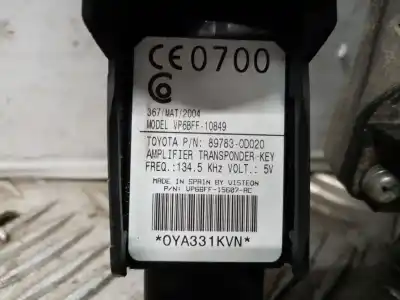 CE0700
367/MAT/2004
MODEL VP6BFF-10849
TOYOTA P/N: 89783-0D020
AMPLIFIER TRANSPONDER-KEY
FREQ.:134.5 KHz VOLT.: 5V
MADE IN SPAIN BY VISTEON
P/N: VP6BFF-15607-AC
*OYA331KVN*